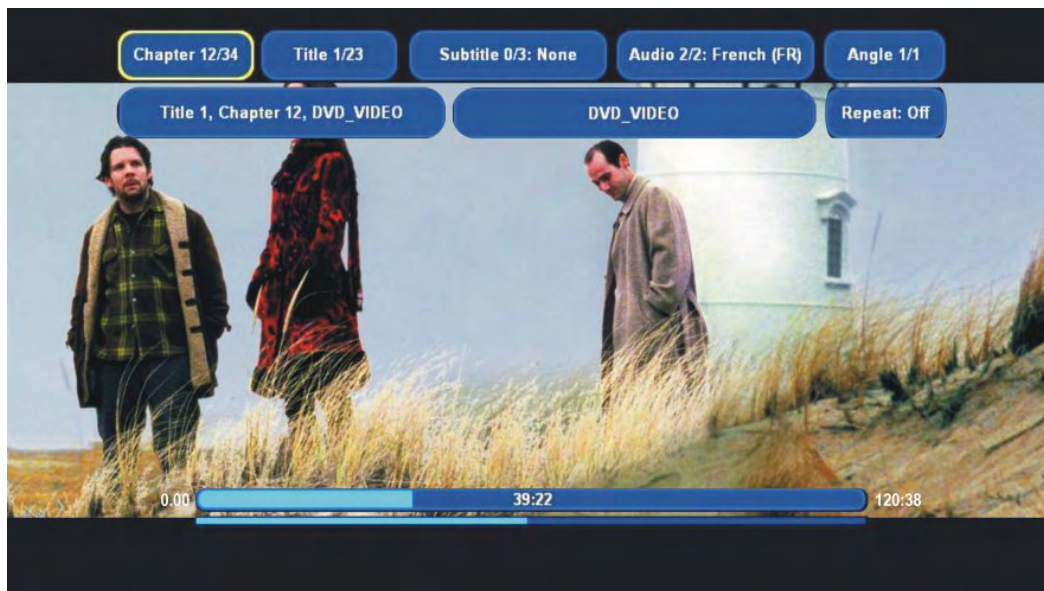 Chapter 12/34 Title 1/23 Subtitle 0/3: None Audio 2/2: French (FR) Angle 1/1
Title 1, Chapter 12, DVD_VIDEO DVD_VIDEO Repeat: Off
0.00 39:22 120:38